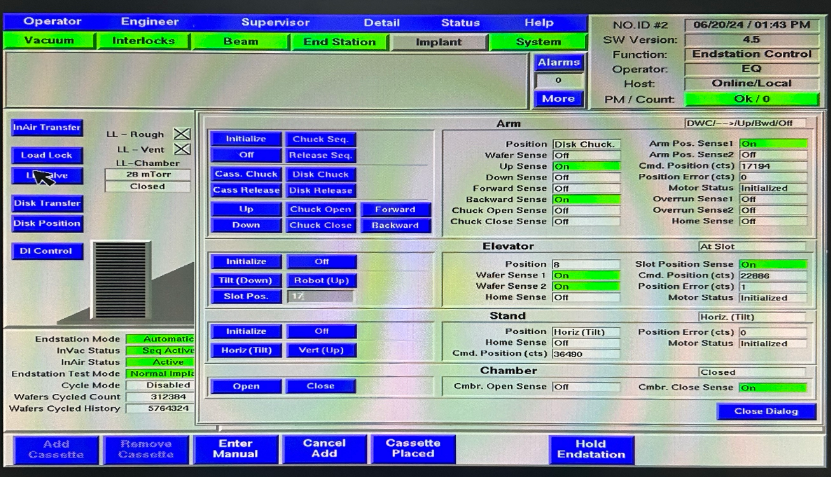 Operator Engineer Supervisor Detail Status Help
Vacuum Interlocks Beam End Station Implant System
Alarms
0
More
NO.ID #2 06/20/24 / 01:43 PM
SW Version: 4.5
Function: Endstation Control
Operator: EQ
Host: Online/Local
PM / Count: Ok / 0
InAir Transfer
Load Lock
Disk Transfer
Disk Position
DI Control
LL - Rough
LL - Vent
LL-Chamber
28 mTorr
Closed
Endstation Mode Automatic
InVac Status Seq Active
InAir Status Active
Endstation Test Mode Normal Impla
Cycle Mode Disabled
Wafers Cycled Count 312384
Wafers Cycled History 5764324
Arm DWC/-->/Up/Bwd/Off
Initialize Chuck Seq.
Off Release Seq.
Cass. Chuck Disk Chuck
Cass Release Disk Release
Up Chuck Open Forward
Down Chuck Close Backward
Position Disk Chuck.
Wafer Sense Off
Up Sense On
Down Sense Off
Forward Sense Off
Backward Sense On
Chuck Open Sense Off
Chuck Close Sense Off
Arm Pos. Sense1 On
Arm Pos. Sense2 Off
Cmd. Position (cts) 17194
Position Error (cts) 0
Motor Status Initialized
Overrun Sense1 Off
Overrun Sense2 Off
Home Sense Off
Elevator At Slot
Initialize Off
Tilt (Down) Robot (Up)
Slot Pos. 17
Position 8
Wafer Sense 1 On
Wafer Sense 2 On
Home Sense Off
Slot Position Sense On
Cmd. Position (cts) 22886
Position Error (cts) 1
Motor Status Initialized
Stand Horiz. (Tilt)
Initialize Off
Horiz (Tilt) Vert (Up)
Position Horiz (Tilt)
Home Sense Off
Cmd. Position (cts) 36490
Position Error (cts) 0
Motor Status Initialized
Chamber Closed
Open Close
Cmbr. Open Sense Off
Cmbr. Close Sense On
Close Dialog
Add Cassette
Remove Cassette
Enter Manual
Cancel Add
Cassette Placed
Hold Endstation